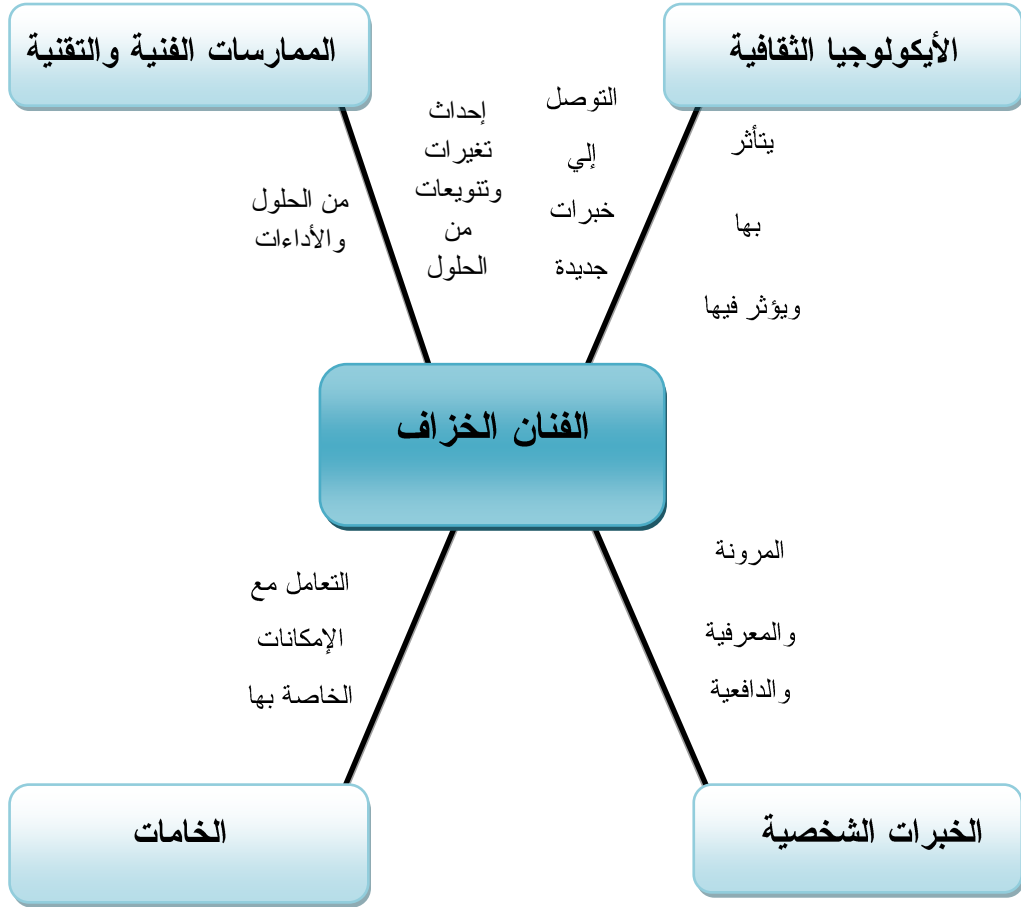 الأيكولوجيا الثقافية
الممارسات الفنية والتقنية
يتأثر
بها
ويؤثر فيها
التوصل
إلي
خبرات
جديدة
إحداث
تغيرات
وتنويعات
من
الحلول
من الحلول
والأداءات
الفنان الخزاف
المرونة
والمعرفية
والدافعية
التعامل مع
الإمكانات
الخاصة بها
الخبرات الشخصية
الخامات